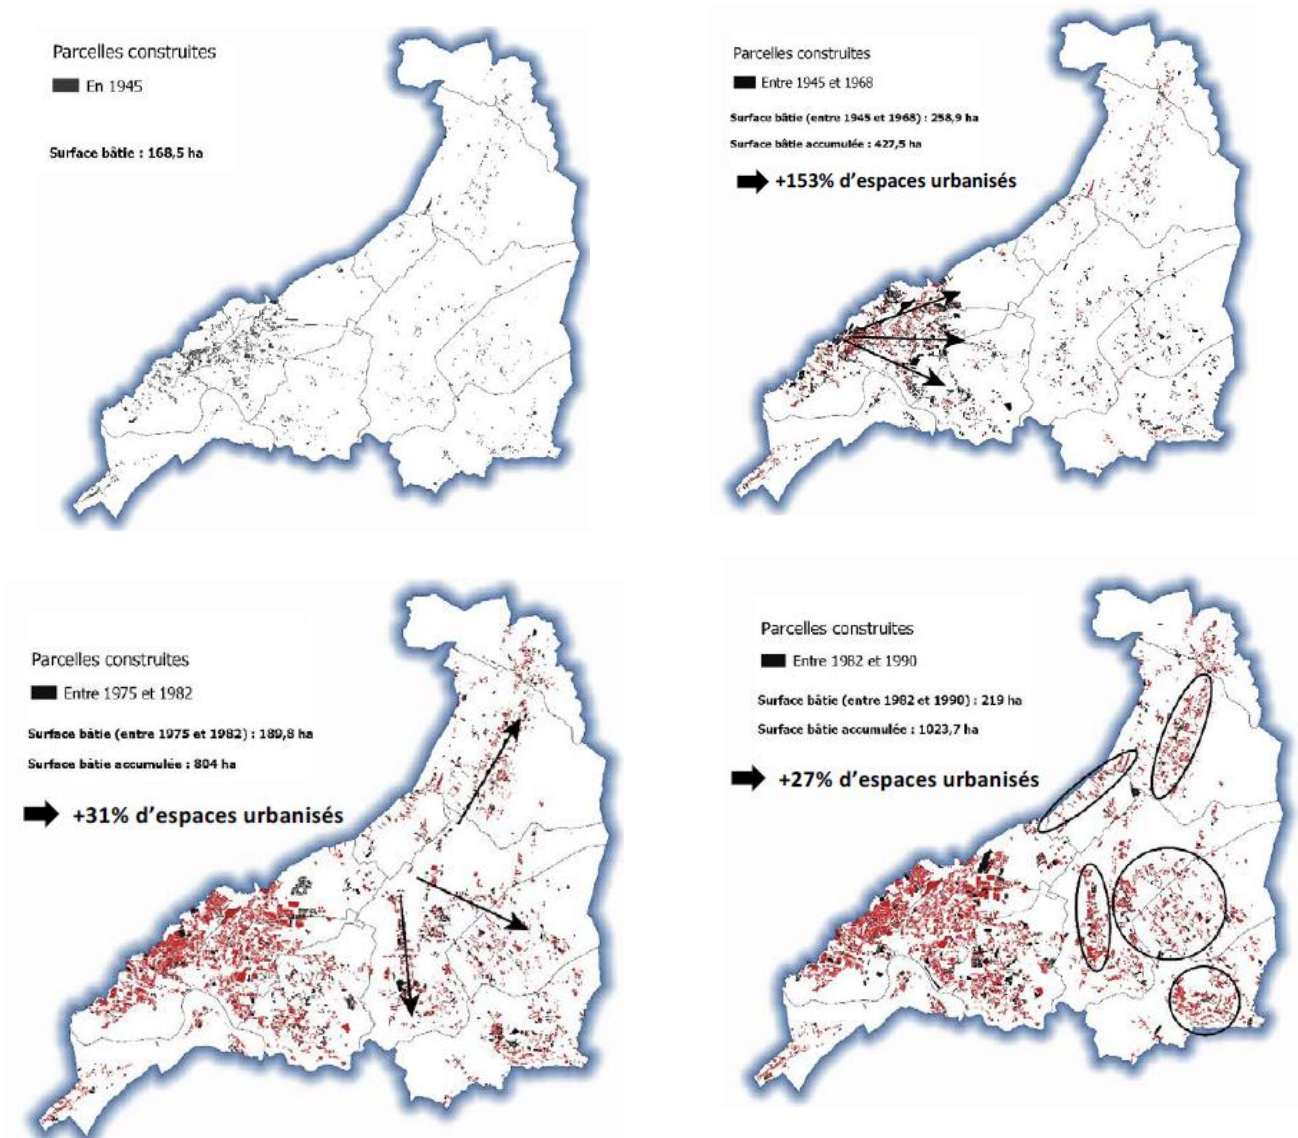 Parcelles construites
En 1945
Surface bâtie : 168,5 ha
Parcelles construites
Entre 1945 et 1968
Surface bâtie (entre 1945 et 1968) : 258,9 ha
Surface bâtie accumulée : 427,5 ha
+153% d’espaces urbanisés
Parcelles construites
Entre 1975 et 1982
Surface bâtie (entre 1975 et 1982) : 189,8 ha
Surface bâtie accumulée : 804 ha
+31% d’espaces urbanisés
Parcelles construites
Entre 1982 et 1990
Surface bâtie (entre 1982 et 1990) : 219 ha
Surface bâtie accumulée : 1023,7 ha
+27% d’espaces urbanisés